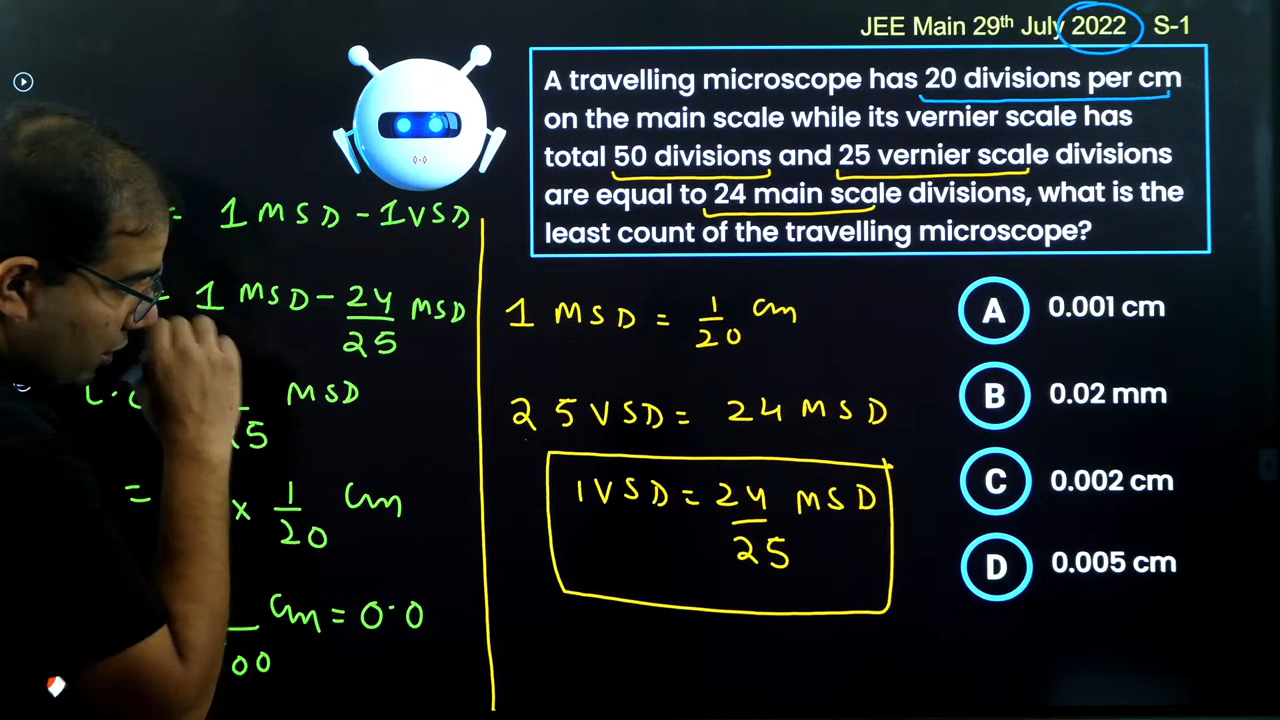 JEE Main 29th July 2022 S-1
A travelling microscope has 20 divisions per cm
on the main scale while its vernier scale has
total 50 divisions and 25 vernier scale divisions
are equal to 24 main scale divisions, what is the
least count of the travelling microscope?
A 0.001 cm
B 0.02 mm
C 0.002 cm
D 0.005 cm
= 1 MSD - 1 VSD
1 MSD - 24/25 MSD
MSD
= × 1/20 cm
cm = 0.0
1 MSD = 1/20 cm
25 VSD = 24 MSD
1 VSD = 24/25 MSD